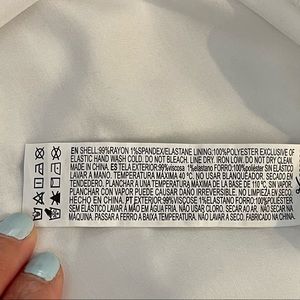 EN SHELL:99%RAYON 1%SPANDEX/ELASTANE LINING:100%POLYESTER EXCLUSIVE OF
ELASTIC HAND WASH COLD. DO NOT BLEACH. LINE DRY. IRON LOW. DO NOT DRY CLEAN.
MADE IN CHINA. ES TELA EXTERIOR:99%viscosa 1%elastano FORRO:100%poliéster SIN ELÁSTICO
LAVAR A MANO. TEMPERATURA MÁXIMA 40 ºC. NO USAR BLANQUEADOR. SECADO EN
TENDEDERO, PLANCHAR A UNA TEMPERATURA MÁXIMA DE LA BASE DE 110 ºC, SIN VAPOR.
PLANCHAR CON VAPOR PUEDE CAUSAR DAÑO IRREVERSIBLE. NO LIMPIEZA EN SECO.
HECHO EN CHINA. PT EXTERIOR:99%VISCOSE 1%ELASTANO FORRO:100%POLIÉSTER
SEM ELÁSTICO LAVAR À MÃO EM ÁGUA FRIA. NÃO USAR CLORO. SECAR AO AR. NÃO SECAR NA
MÁQUINA. PASSAR A FERRO A BAIXA TEMPERATURA. NÃO LAVAR A SECO. FABRICADO NA CHINA.